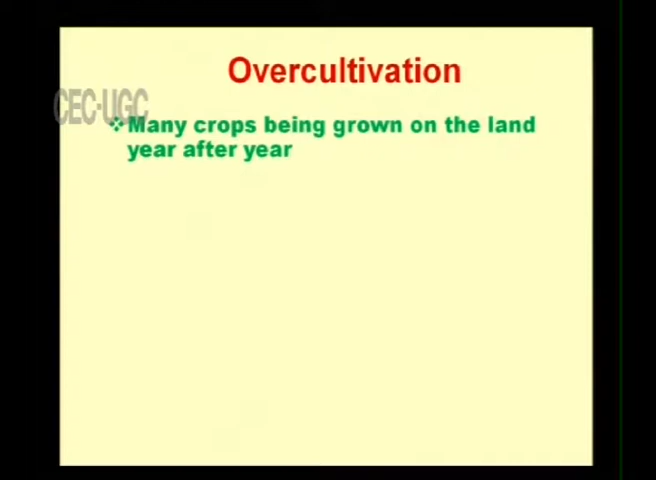 Overcultivation
CEC-UGC
❖Many crops being grown on the land
year after year